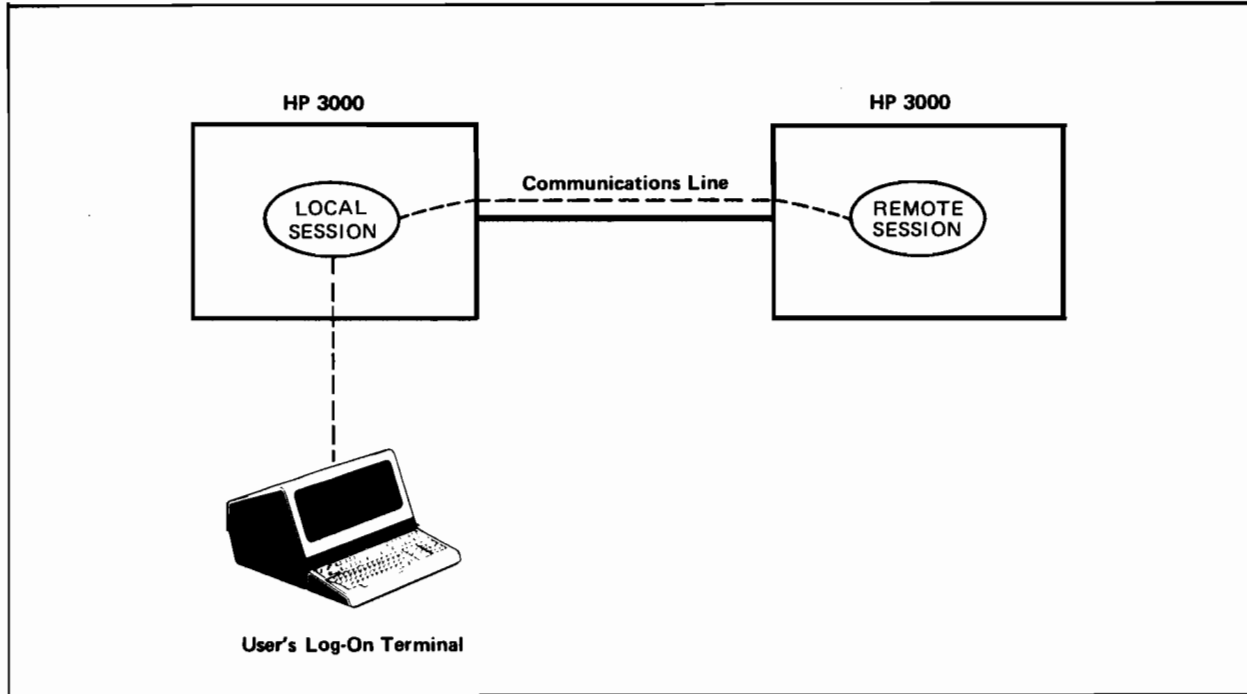 HP 3000
HP 3000
Communications Line
LOCAL
SESSION
REMOTE
SESSION
User's Log-On Terminal